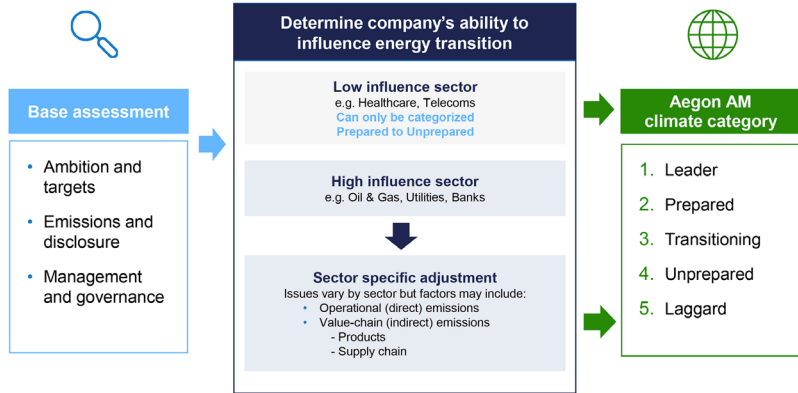 Base assessment
• Ambition and
targets
• Emissions and
disclosure
• Management
and governance
Determine company’s ability to
influence energy transition
Low influence sector
e.g. Healthcare, Telecoms
Can only be categorized
Prepared to Unprepared
High influence sector
e.g. Oil & Gas, Utilities, Banks
Sector specific adjustment
Issues vary by sector but factors may include:
• Operational (direct) emissions
• Value-chain (indirect) emissions
- Products
- Supply chain
Aegon AM
climate category
1. Leader
2. Prepared
3. Transitioning
4. Unprepared
5. Laggard